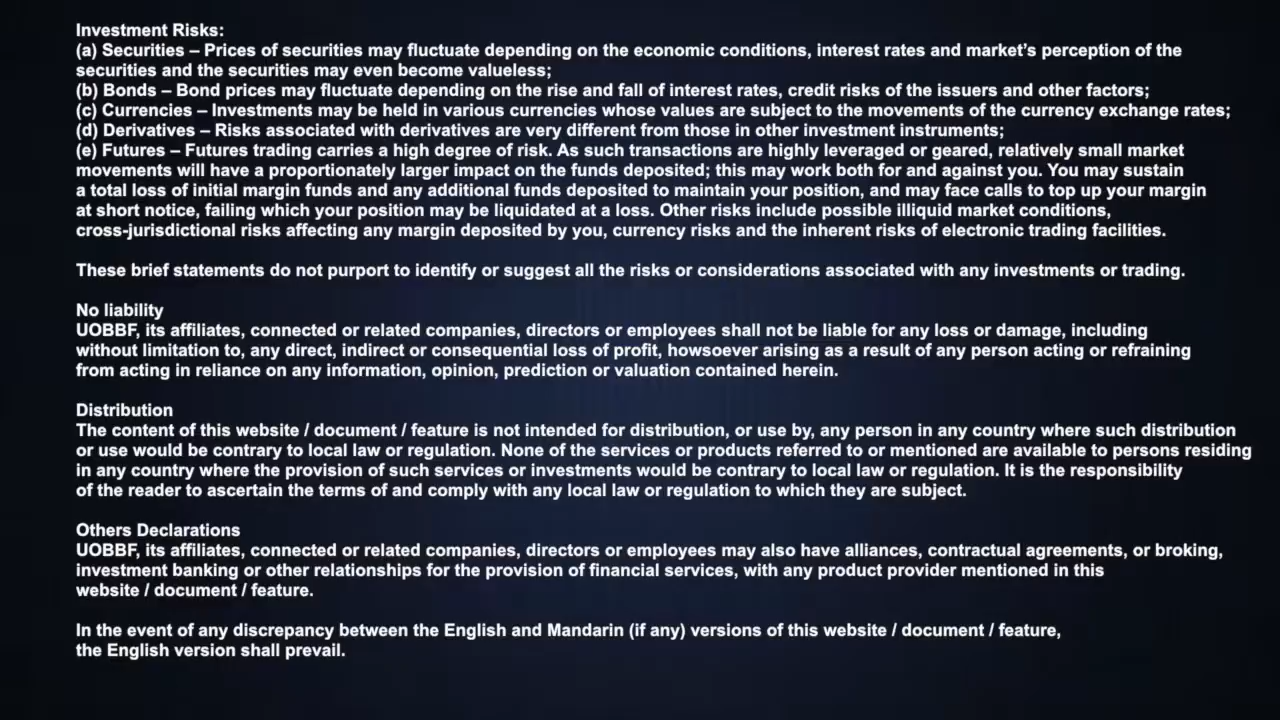 Investment Risks:
(a) Securities – Prices of securities may fluctuate depending on the economic conditions, interest rates and market’s perception of the
securities and the securities may even become valueless;
(b) Bonds – Bond prices may fluctuate depending on the rise and fall of interest rates, credit risks of the issuers and other factors;
(c) Currencies – Investments may be held in various currencies whose values are subject to the movements of the currency exchange rates;
(d) Derivatives – Risks associated with derivatives are very different from those in other investment instruments;
(e) Futures – Futures trading carries a high degree of risk. As such transactions are highly leveraged or geared, relatively small market
movements will have a proportionately larger impact on the funds deposited; this may work both for and against you. You may sustain
a total loss of initial margin funds and any additional funds deposited to maintain your position, and may face calls to top up your margin
at short notice, failing which your position may be liquidated at a loss. Other risks include possible illiquid market conditions,
cross-jurisdictional risks affecting any margin deposited by you, currency risks and the inherent risks of electronic trading facilities.
These brief statements do not purport to identify or suggest all the risks or considerations associated with any investments or trading.
No liability
UOBBF, its affiliates, connected or related companies, directors or employees shall not be liable for any loss or damage, including
without limitation to, any direct, indirect or consequential loss of profit, howsoever arising as a result of any person acting or refraining
from acting in reliance on any information, opinion, prediction or valuation contained herein.
Distribution
The content of this website / document / feature is not intended for distribution, or use by, any person in any country where such distribution
or use would be contrary to local law or regulation. None of the services or products referred to or mentioned are available to persons residing
in any country where the provision of such services or investments would be contrary to local law or regulation. It is the responsibility
of the reader to ascertain the terms of and comply with any local law or regulation to which they are subject.
Others Declarations
UOBBF, its affiliates, connected or related companies, directors or employees may also have alliances, contractual agreements, or broking,
investment banking or other relationships for the provision of financial services, with any product provider mentioned in this
website / document / feature.
In the event of any discrepancy between the English and Mandarin (if any) versions of this website / document / feature,
the English version shall prevail.